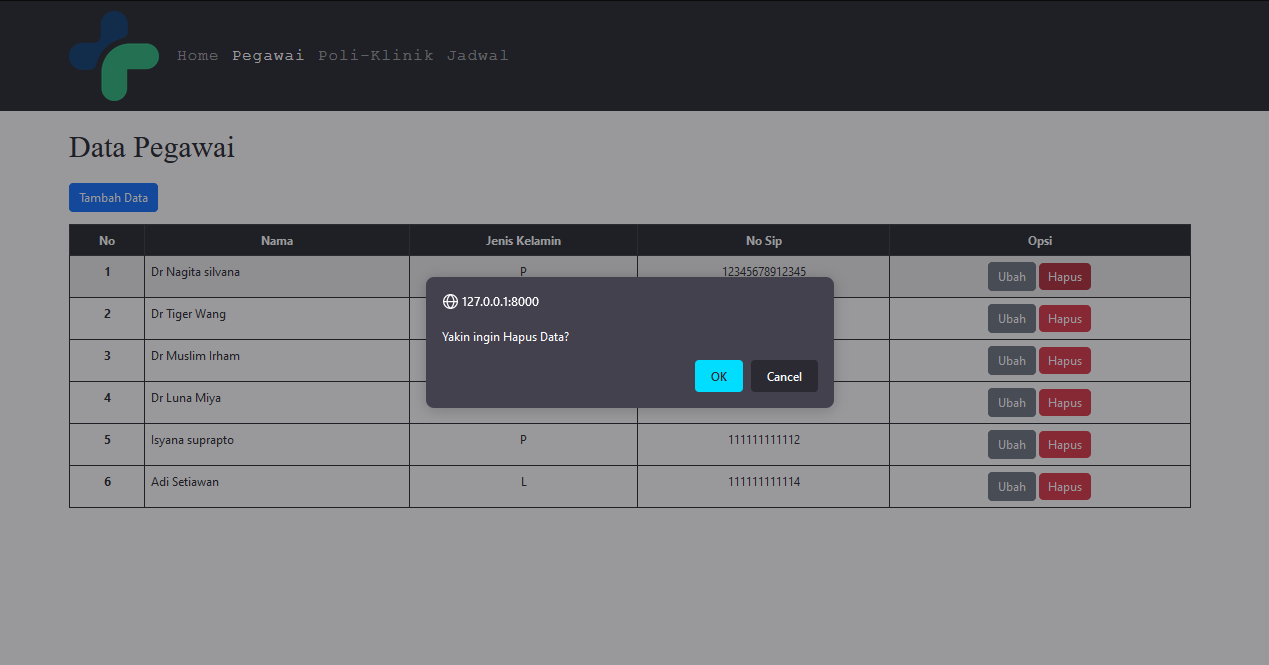 Home Pegawai Poli-Klinik Jadwal
Data Pegawai
Tambah Data
No Nama Jenis Kelamin No Sip Opsi
1 Dr Nagita silvana P 12345678912345 Ubah Hapus
127.0.0.1:8000
Yakin ingin Hapus Data?
OK Cancel
2 Dr Tiger Wang Ubah Hapus
3 Dr Muslim Irham Ubah Hapus
4 Dr Luna Miya Ubah Hapus
5 Isyana suprapto P 111111111112 Ubah Hapus
6 Adi Setiawan L 111111111114 Ubah Hapus